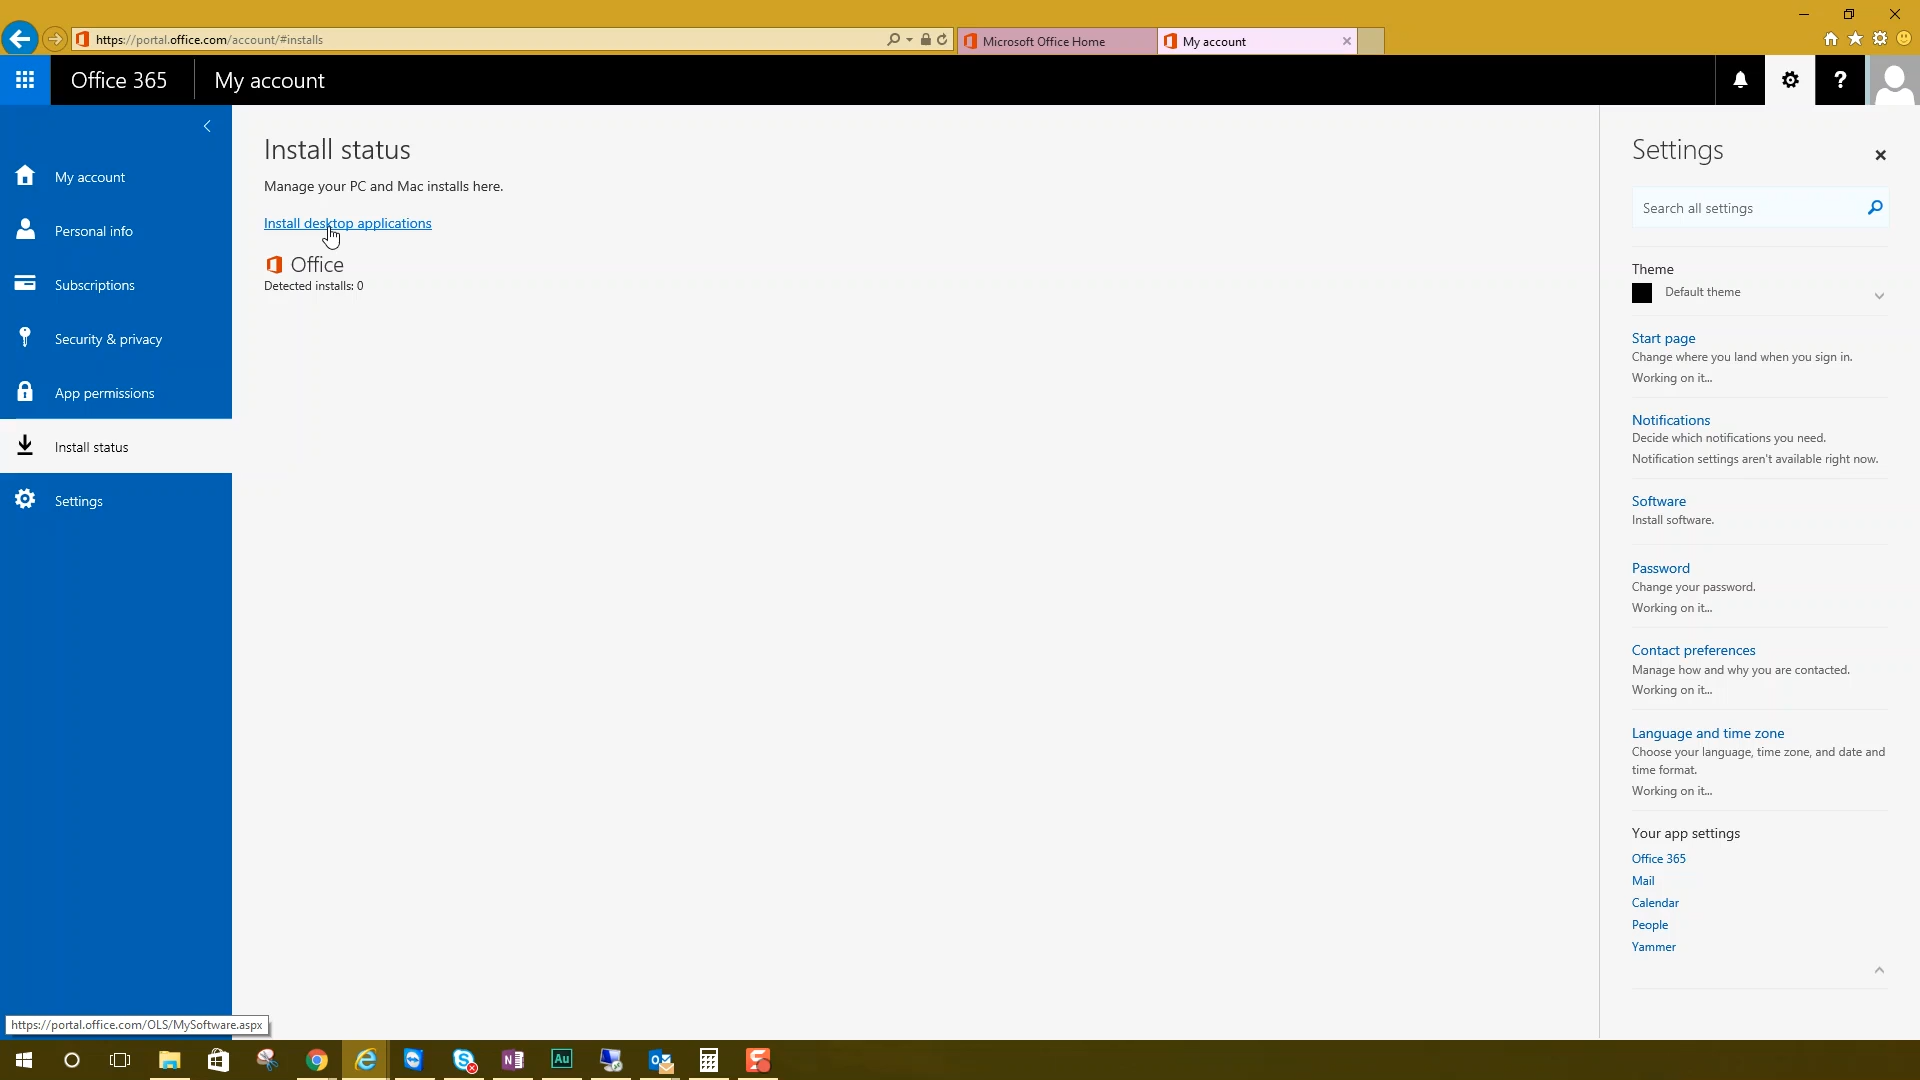 https://portal.office.com/account/#installs
Microsoft Office Home
My account
Office 365
My account
?
My account
Personal info
Subscriptions
Security & privacy
App permissions
Install status
Settings
Install status
Manage your PC and Mac installs here.
Install desktop applications
Office
Detected installs: 0
Settings
Search all settings
Theme
Default theme
Start page
Change where you land when you sign in.
Working on it...
Notifications
Decide which notifications you need.
Notification settings aren't available right now.
Software
Install software.
Password
Change your password.
Working on it...
Contact preferences
Manage how and why you are contacted.
Working on it...
Language and time zone
Choose your language, time zone, and date and
time format.
Working on it...
Your app settings
Office 365
Mail
Calendar
People
Yammer
https://portal.office.com/OLS/MySoftware.aspx
Au